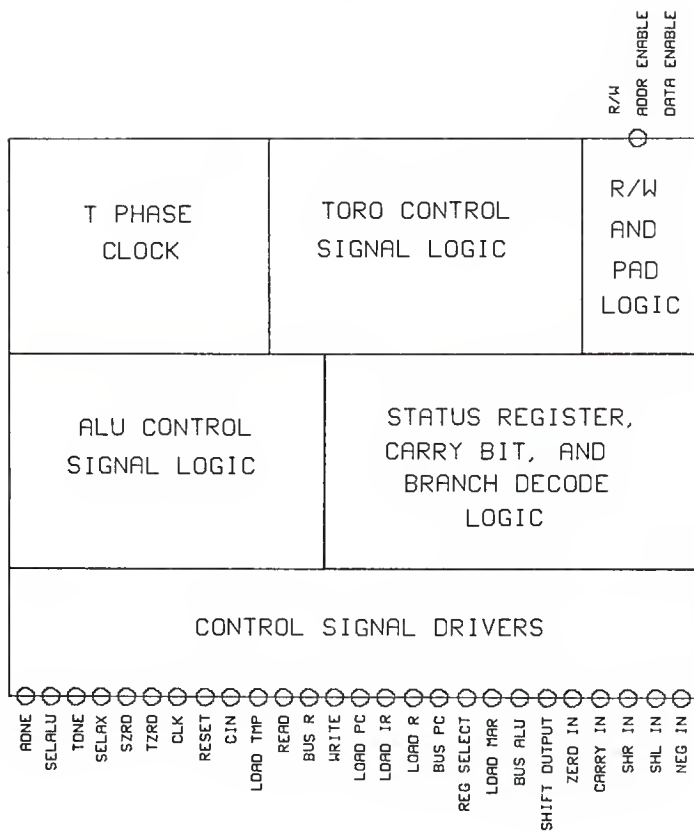 R/W
ADDR ENABLE
DATA ENABLE
T PHASE
CLOCK
TORO CONTROL
SIGNAL LOGIC
R/W
AND
PAD
LOGIC
ALU CONTROL
SIGNAL LOGIC
STATUS REGISTER,
CARRY BIT, AND
BRANCH DECODE
LOGIC
CONTROL SIGNAL DRIVERS
AONE
SELALU
TONE
SELAX
SZRO
TZRO
CLK
RESET
CIN
LOAD TMP
READ
BUS R
WRITE
LOAD PC
LOAD IR
LOAD R
BUS PC
REG SELECT
LOAD MAR
BUS ALU
SHIFT OUTPUT
ZERO IN
CARRY IN
SHR IN
SHL IN
NEG IN